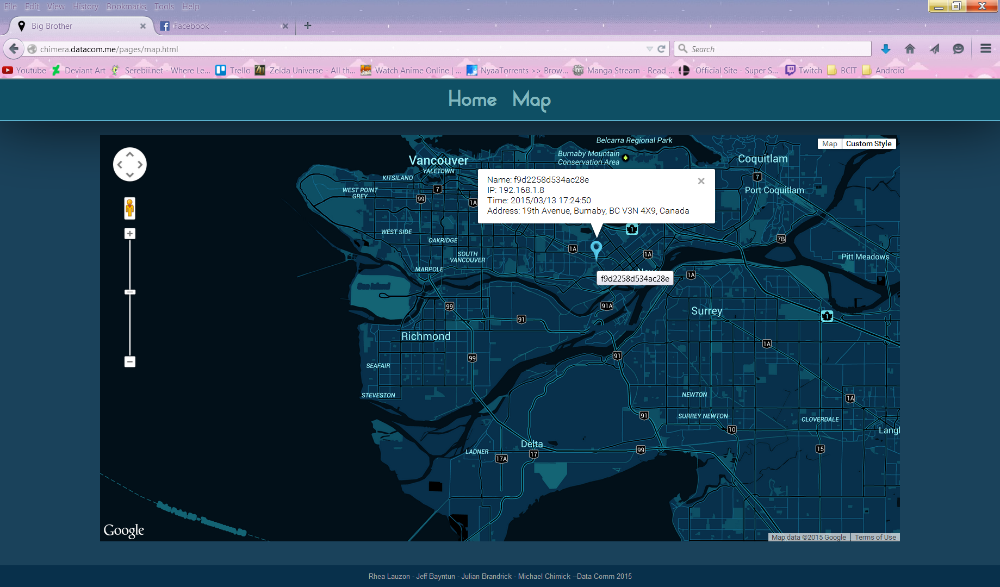 File Edit View History Bookmarks Tools Help
Big Brother
Facebook
chimera.datacom.me/pages/map.html
Search
Youtube
Deviant Art
Serebii.net - Where Le...
Trello
Zelda Universe - All th...
Watch Anime Online | ...
NyaaTorrents >> Brow...
Manga Stream - Read ...
Official Site - Super S...
Twitch
BCIT
Android
Home Map
Belcarra Regional Park
Map
Custom Style
Burnaby Mountain
Conservation Area
Vancouver
Coquitlam
YALETOWN
KITSILANO
7
7
WEST POINT
GREY
99
1A
Port Coquitlam
Name: f9d2258d534ac28e
IP: 192.168.1.8
Time: 2015/03/13 17:24:50
Address: 19th Avenue, Burnaby, BC V3N 4X9, Canada
WEST SIDE
1
OAKRIDGE
7B
1A
1A
SOUTH
VANCOUVER
Pitt Meadows
MARPOLE
1A
f9d2258d534ac28e
99
91A
Surrey
1
91
Richmond
1A
99
91
SEAFAIR
STEVESTON
NEWTON
1A
91
SURREY NEWTON
CLOVERDALE
10
Langl
Delta
LADNER
17A
17
99
15
Google
Map data ©2015 Google
Terms of Use
Rhea Lauzon - Jeff Bayntun - Julian Brandrick - Michael Chimick --Data Comm 2015